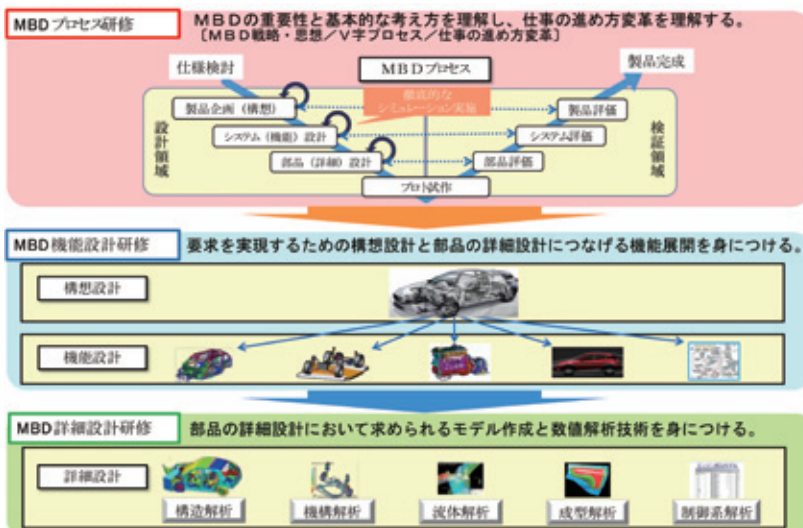 MBDプロセス研修
MBDの重要性と基本的な考え方を理解し、仕事の進め方変革を理解する。
〔MBD戦略・思想／V字プロセス／仕事の進め方変革〕
仕様検討
MBDプロセス
製品完成
徹底的な
シミュレーション実施
製品企画（構想）
製品評価
設計領域
システム（機能）設計
システム評価
検証領域
部品（詳細）設計
部品評価
プロト試作
MBD機能設計研修
要求を実現するための構想設計と部品の詳細設計につなげる機能展開を身につける。
構想設計
機能設計
MBD詳細設計研修
部品の詳細設計において求められるモデル作成と数値解析技術を身につける。
詳細設計
構造解析
機構解析
流体解析
成型解析
制御系解析